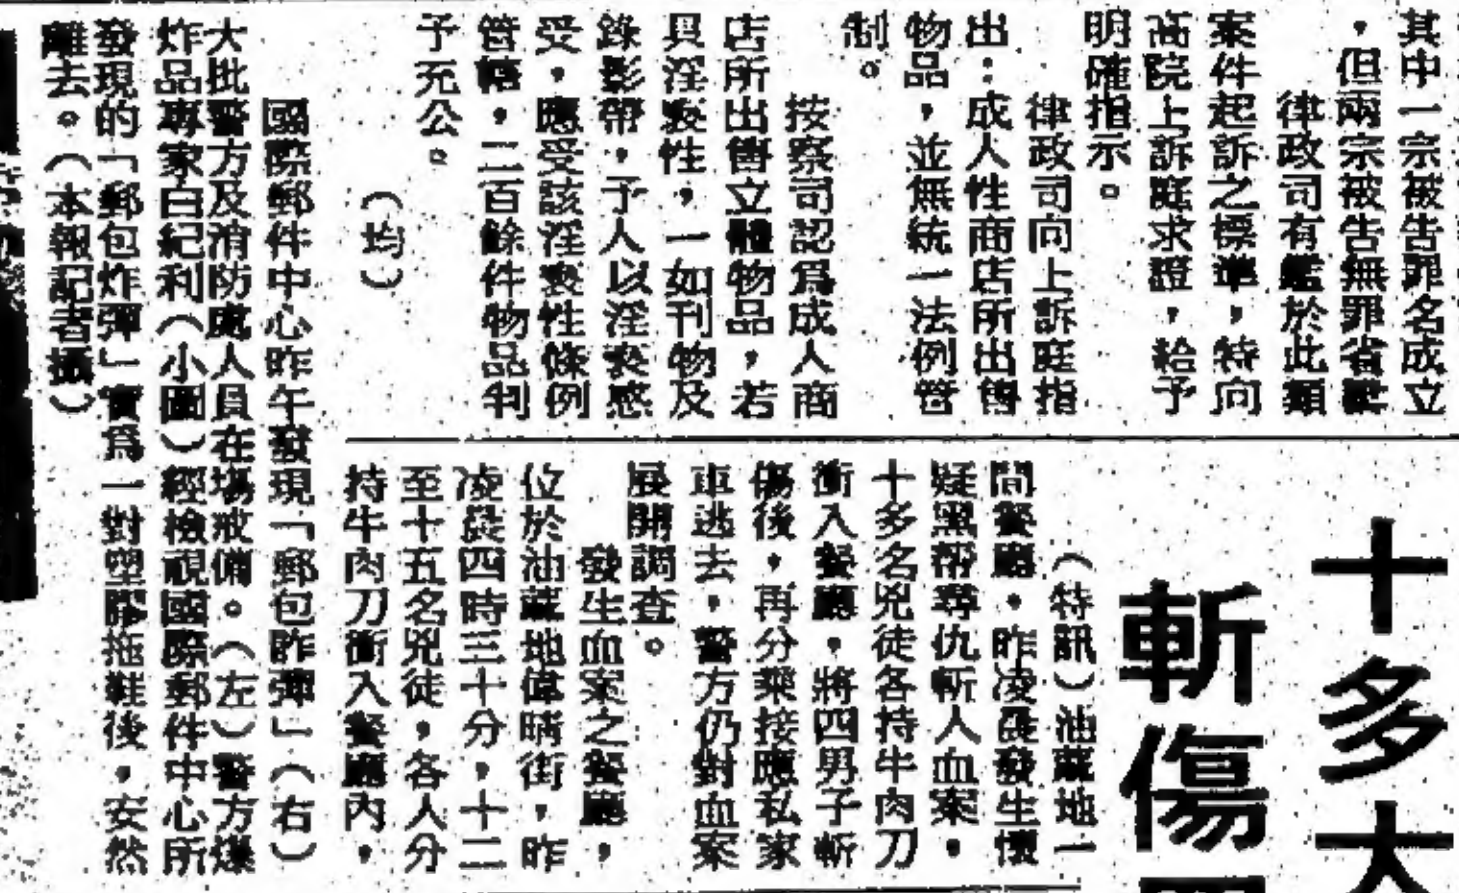 其中一宗被告罪名成立
，但兩宗被告無罪省釋
律政司有鑑於此類
案件起訴之標準，特向
高院上訴庭求證，給予
明確指示。
律政司向上訴庭指
出：成人性商店所出售
物品，並無統一法例管
制。
按察司認爲成人商
店所出售立體物品，若
具淫褻性，一如刊物及
錄影帶，予人以淫褻感
受，應受該淫褻性條例
管轄，二百餘件物品判
予充公。
（均）
十多大
斬傷
（特訊）油蔴地一
間餐廳，昨凌晨發生懷
疑黑幫尋仇斬人血案，
十多名兇徒各持牛肉刀
衝入餐廳，將四男子斬
傷後，再分乘接應私家
車逃去，警方仍對血案
展開調查。
發生血案之餐廳，
位於油蔴地偉晴街，昨
凌晨四時三十分，十二
至十五名兇徒，各人分
持牛肉刀衝入餐廳內，
國際郵件中心昨午發現「郵包炸彈」（右）
大批警方及消防處人員在塲戒備。（左）警方爆
炸品專家白紀利（小圖）經檢視國際郵件中心所
發現的「郵包炸彈」實爲一對塑膠拖鞋後，安然
離去。（本報記者攝）